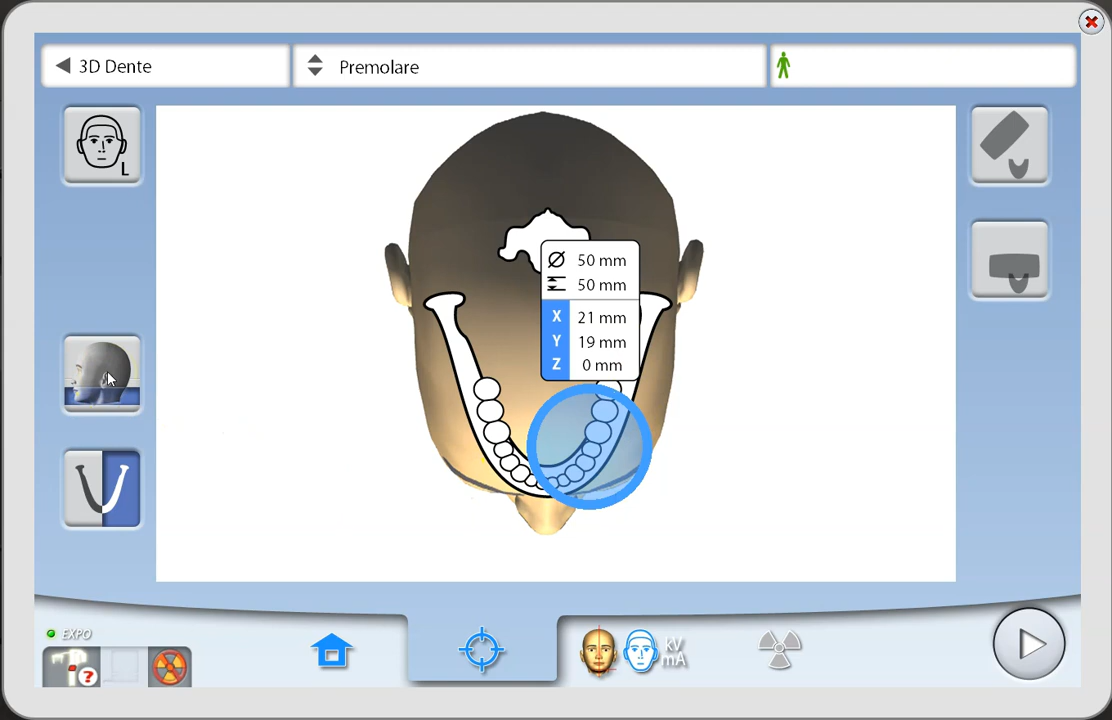 3D Dente
Premolare
L
50 mm
50 mm
X 21 mm
Y 19 mm
Z 0 mm
EXPO
?
kV
mA